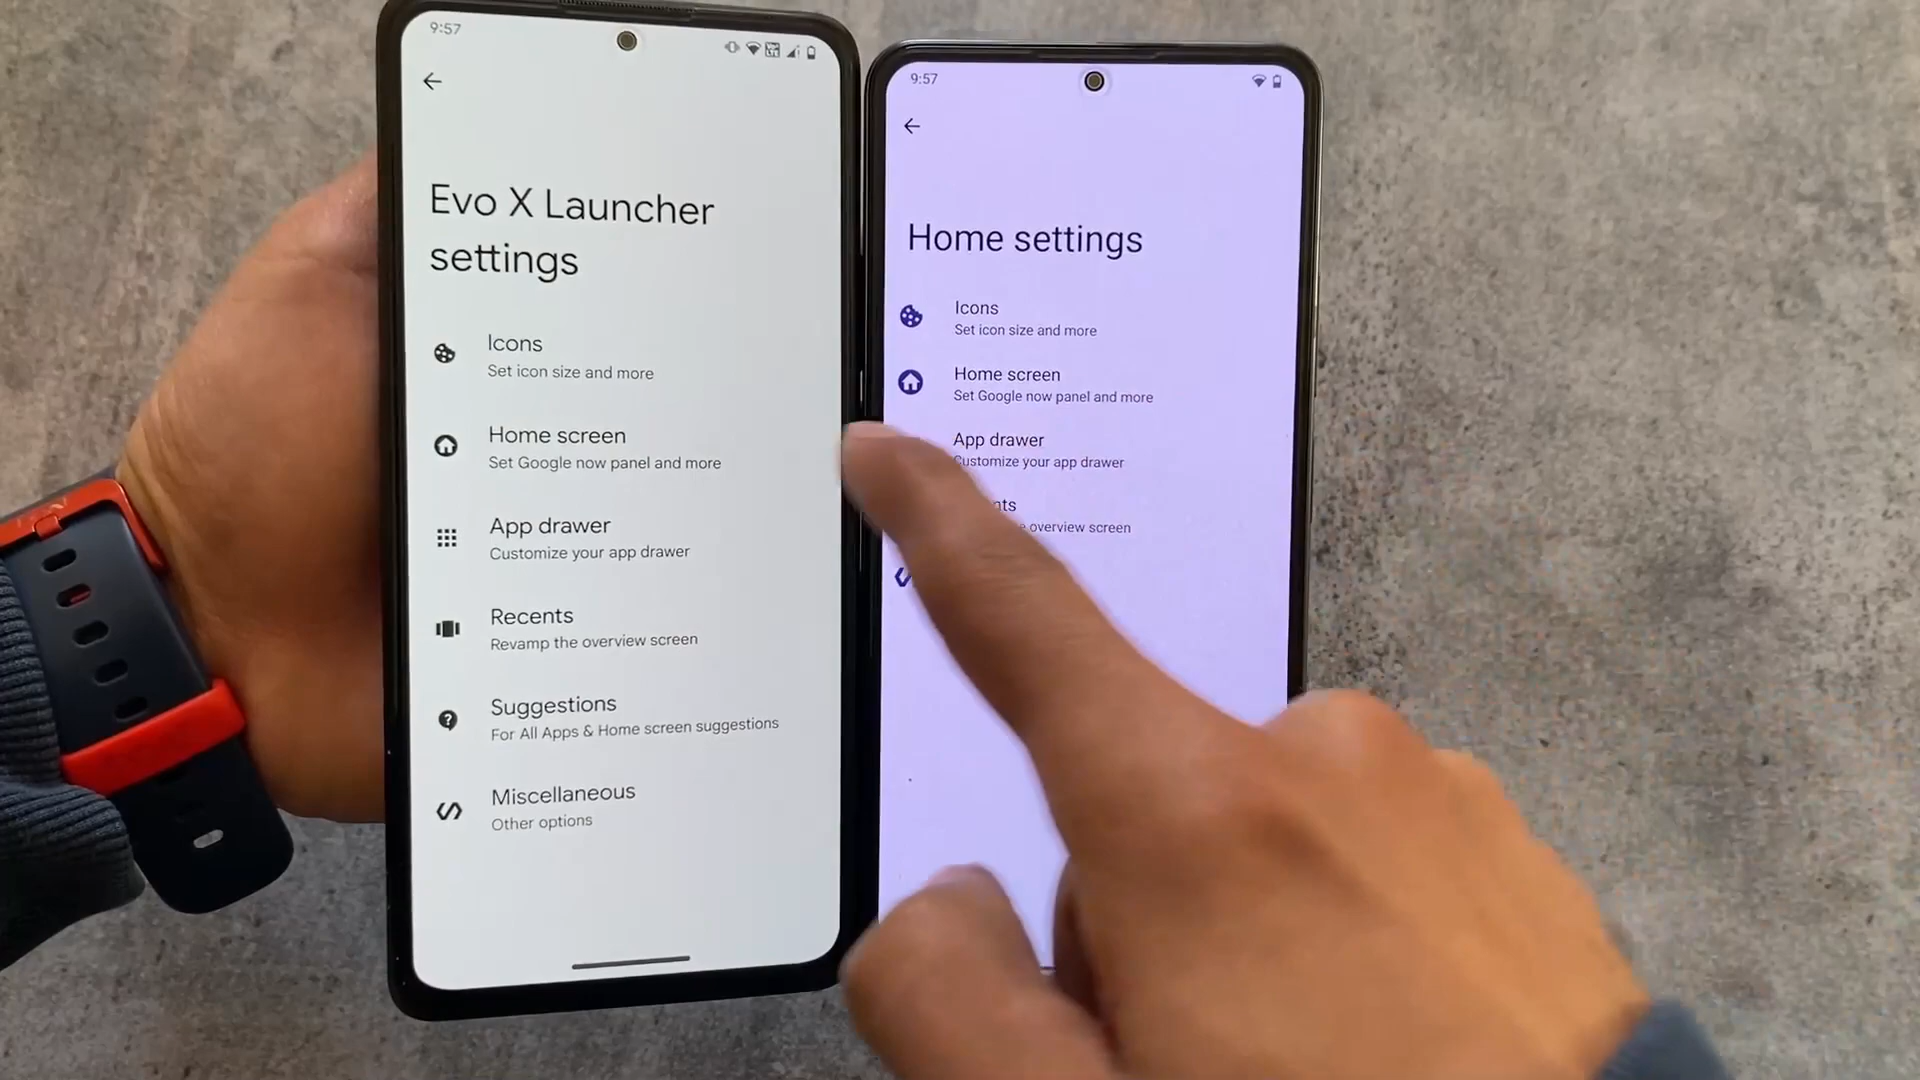 9:57
Evo X Launcher
settings
Icons
Set icon size and more
Home screen
Set Google now panel and more
App drawer
Customize your app drawer
Recents
Revamp the overview screen
Suggestions
For All Apps & Home screen suggestions
Miscellaneous
Other options
9:57
Home settings
Icons
Set icon size and more
Home screen
Set Google now panel and more
App drawer
Customize your app drawer
overview screen